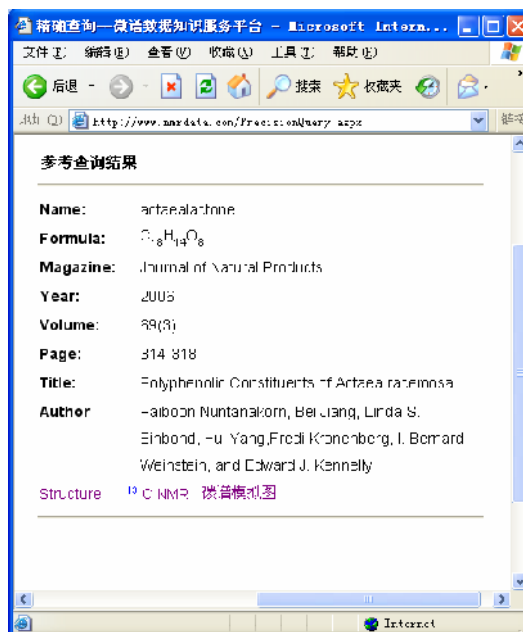 精确查询—微谱数据知识服务平台 - Microsoft Intern...
文件(F) 编辑(E) 查看(V) 收藏(A) 工具(T) 帮助(H)
后退 搜索 收藏夹
http://www.nmrdata.com/PrecisionQuery.aspx
参考查询结果
Name: actaealactone
Formula: C18H14O8
Magazine: Journal of Natural Products
Year: 2006
Volume: 69(3)
Page: 314-318
Title: Polyphenolic Constituents of Actaea racemosa
Author Paiboon Nuntanakorn, Bei Jiang, Linda S.
Einbond, Hui Yang,Fredi Kronenberg, I. Bernard
Weinstein, and Edward J. Kennelly
Structure 13C NMR 碳谱模拟图
Internet